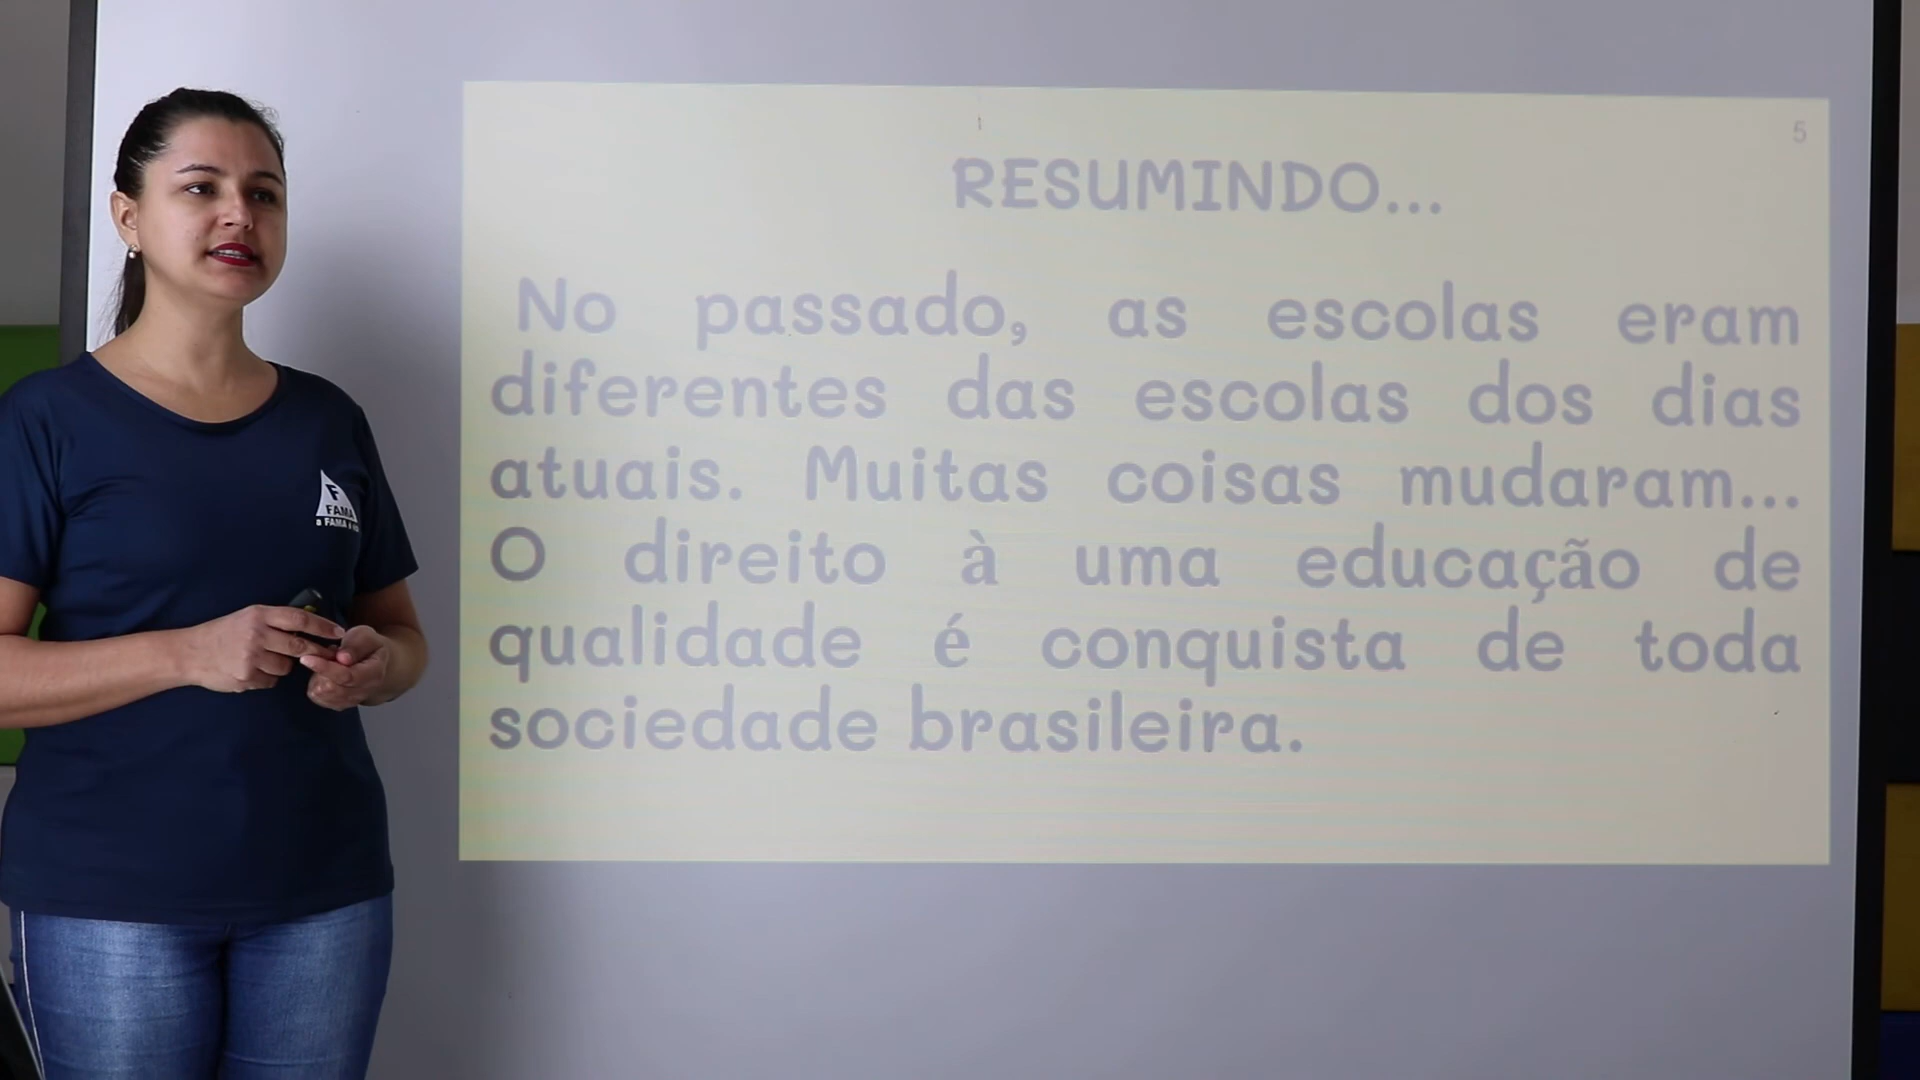 5
RESUMINDO...
No passado, as escolas eram
diferentes das escolas dos dias
atuais. Muitas coisas mudaram...
O direito à uma educação de
qualidade é conquista de toda
sociedade brasileira.
F
FAMA
a FAMA